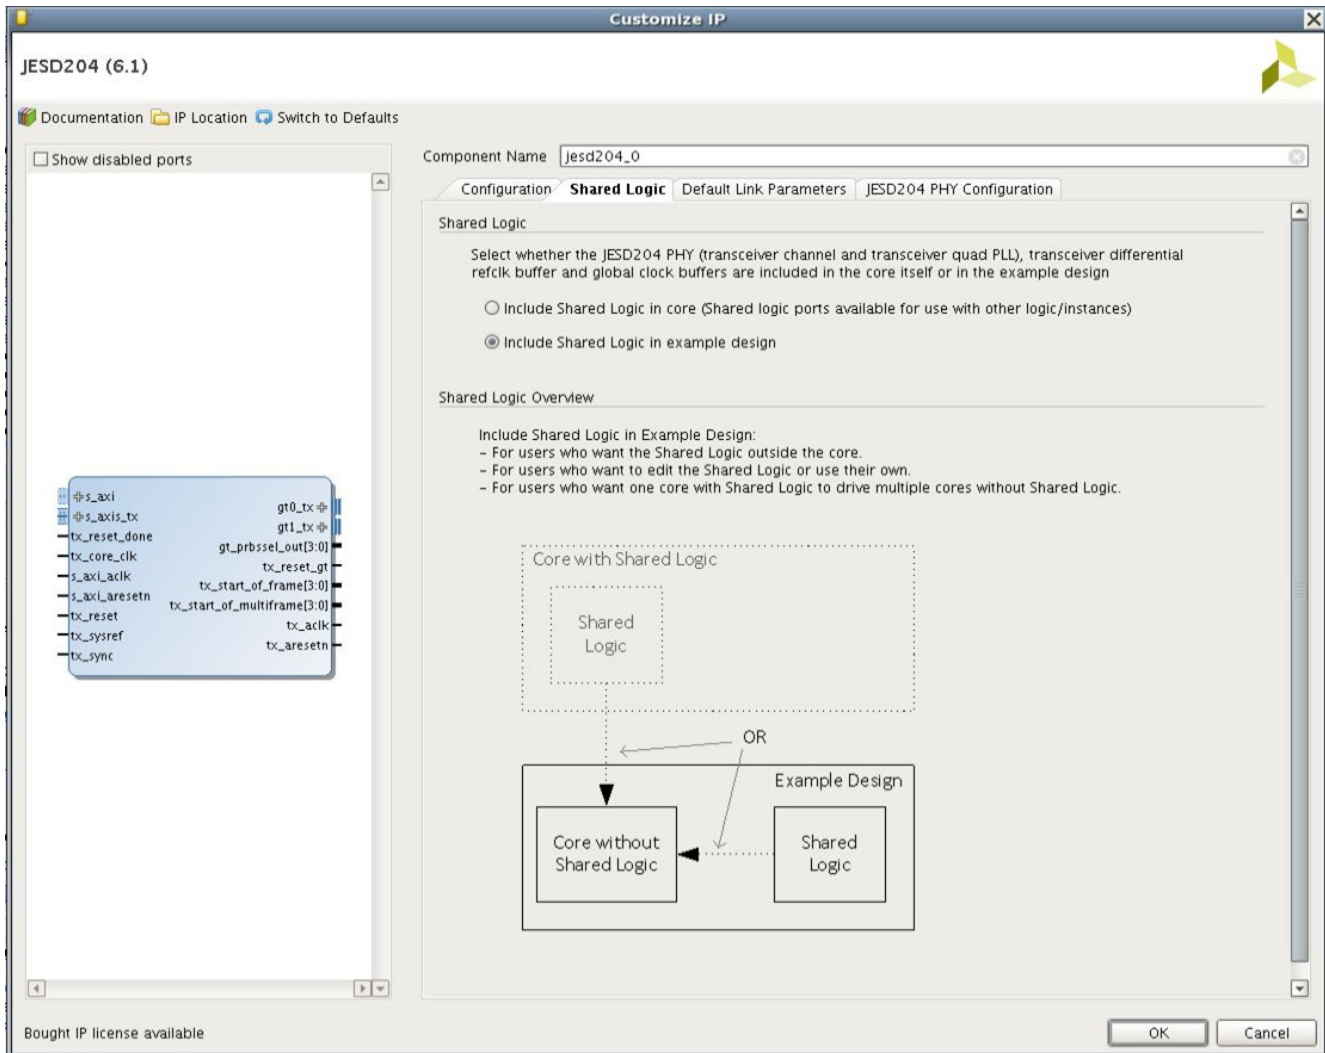 Customize IP
JESD204 (6.1)
Documentation IP Location Switch to Defaults
Show disabled ports
s_axi
s_axis_tx
tx_reset_done
tx_core_clk
s_axi_aclk
s_axi_aresetn
tx_reset
tx_sysref
tx_sync
gt0_tx
gt1_tx
gt_prbssel_out[3:0]
tx_reset_gt
tx_start_of_frame[3:0]
tx_start_of_multiframe[3:0]
tx_aclk
tx_aresetn
Component Name jesd204_0
Configuration Shared Logic Default Link Parameters JESD204 PHY Configuration
Shared Logic
Select whether the JESD204 PHY (transceiver channel and transceiver quad PLL), transceiver differential
refclk buffer and global clock buffers are included in the core itself or in the example design
Include Shared Logic in core (Shared logic ports available for use with other logic/instances)
Include Shared Logic in example design
Shared Logic Overview
Include Shared Logic in Example Design:
- For users who want the Shared Logic outside the core.
- For users who want to edit the Shared Logic or use their own.
- For users who want one core with Shared Logic to drive multiple cores without Shared Logic.
Core with Shared Logic
Shared
Logic
OR
Example Design
Core without
Shared Logic
Shared
Logic
Bought IP license available
OK Cancel